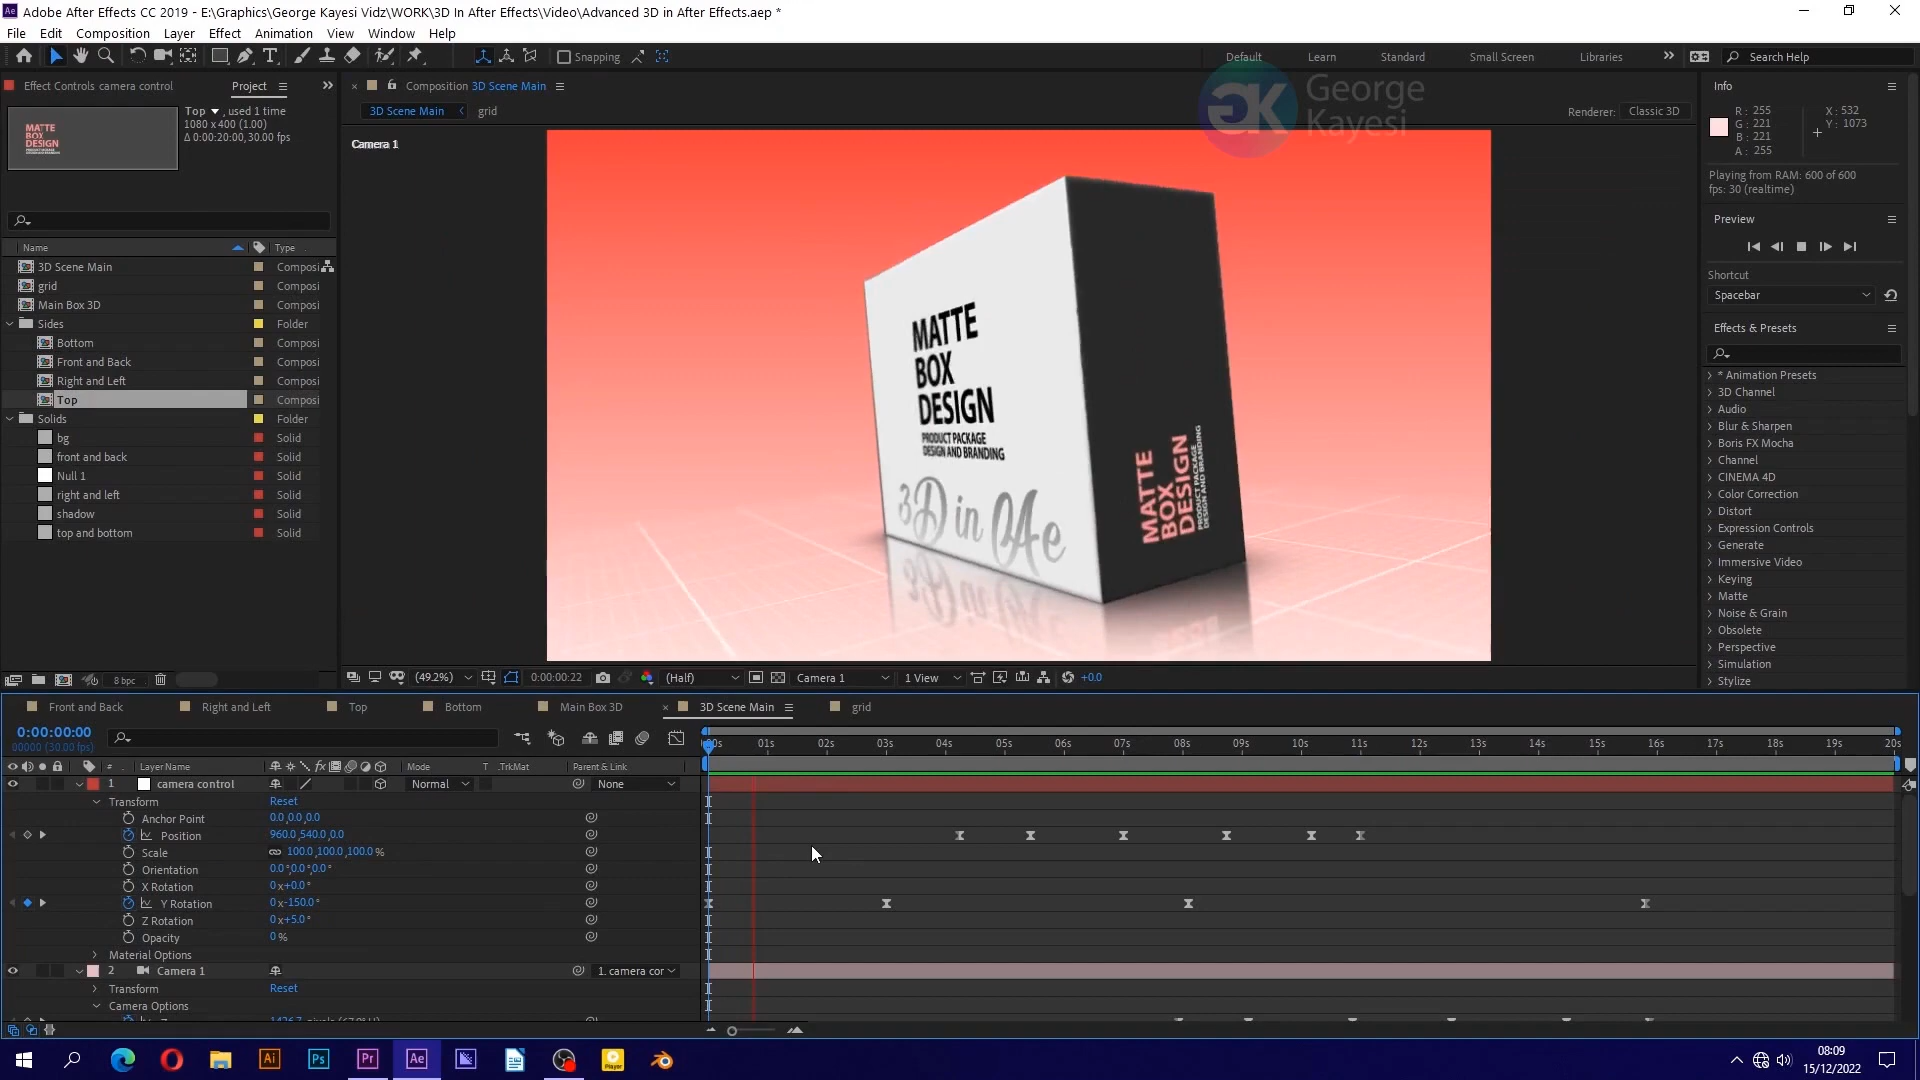 Adobe After Effects CC 2019 - E:\Graphics\George Kayesi Vidz\WORK\3D In After Effects\Video\Advanced 3D in After Effects.aep *
File Edit Composition Layer Effect Animation View Window Help
Snapping
Default Learn Standard Small Screen Libraries Search Help
Effect Controls camera control Project
Top , used 1 time
1080 x 400 (1.00)
Δ 0:00:20:00, 30.00 fps
MATTE
BOX
DESIGN
Name Type
3D Scene Main Composi
grid Composi
Main Box 3D Composi
Sides Folder
Bottom Composi
Front and Back Composi
Right and Left Composi
Top Composi
Solids Folder
bg Solid
front and back Solid
Null 1 Solid
right and left Solid
shadow Solid
top and bottom Solid
8 bpc
Composition 3D Scene Main
3D Scene Main grid
Renderer: Classic 3D
Camera 1
GK George
Kayesi
MATTE
BOX
DESIGN
PRODUCT PACKAGE
DESIGN AND BRANDING
3D in Ae
MATTE
BOX
DESIGN
PRODUCT PACKAGE
DESIGN AND BRANDING
(49.2%) 0:00:00:22 (Half) Camera 1 1 View +0.0
Info
R : 255
G : 221
B : 221
A : 255
X : 532
Y : 1073
Playing from RAM: 600 of 600
fps: 30 (realtime)
Preview
Shortcut
Spacebar
Effects & Presets
* Animation Presets
3D Channel
Audio
Blur & Sharpen
Boris FX Mocha
Channel
CINEMA 4D
Color Correction
Distort
Expression Controls
Generate
Immersive Video
Keying
Matte
Noise & Grain
Obsolete
Perspective
Simulation
Stylize
Front and Back Right and Left Top Bottom Main Box 3D 3D Scene Main grid
0:00:00:00
00000 (30.00 fps)
01s 02s 03s 04s 05s 06s 07s 08s 09s 10s 11s 12s 13s 14s 15s 16s 17s 18s 19s 20s
# Layer Name Mode T .TrkMat Parent & Link
1 camera control Normal None
Transform Reset
Anchor Point 0.0,0.0,0.0
Position 960.0,540.0,0.0
Scale 100.0,100.0,100.0 %
Orientation 0.0°,0.0°,0.0°
X Rotation 0x+0.0°
Y Rotation 0x-150.0°
Z Rotation 0x+5.0°
Opacity 0 %
Material Options
2 Camera 1 1. camera cor
Transform Reset
Camera Options
Ai Ps Pr Ae
Player
08:09
15/12/2022